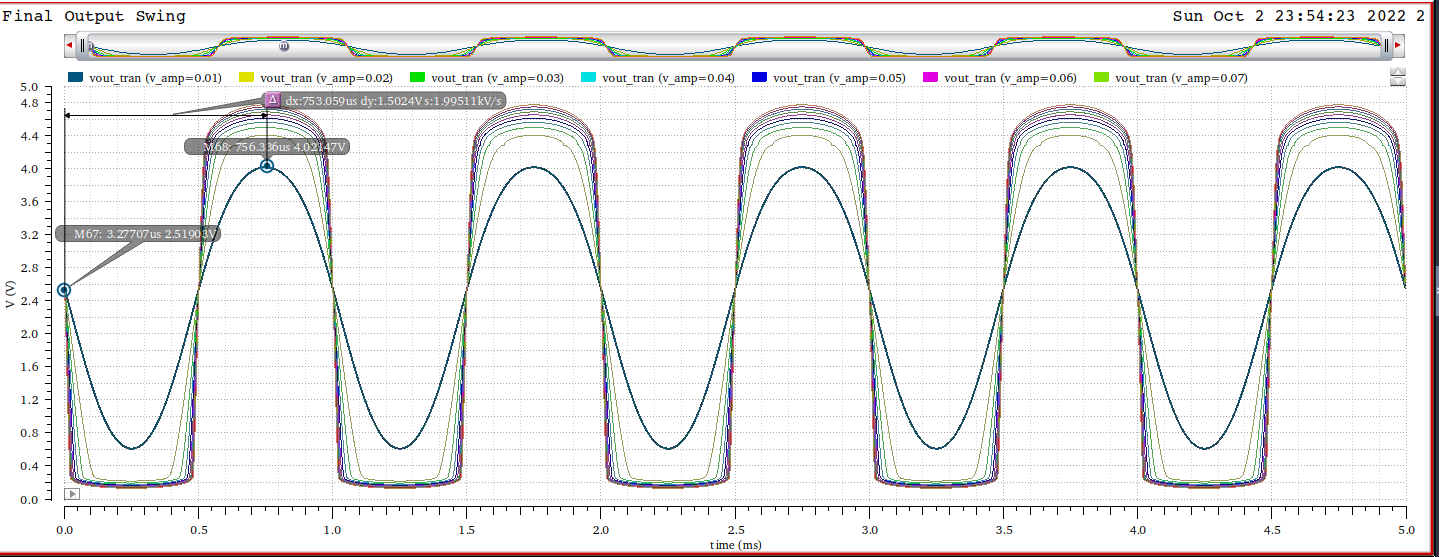 Final Output Swing
Sun Oct 2 23:54:23 2022 2
vout_tran (v_amp=0.01) vout_tran (v_amp=0.02) vout_tran (v_amp=0.03) vout_tran (v_amp=0.04) vout_tran (v_amp=0.05) vout_tran (v_amp=0.06) vout_tran (v_amp=0.07)
5.0
4.8
4.4
4.0
3.6
3.2
2.8
2.4
2.0
1.6
1.2
0.8
0.4
0.0
V (V)
Δ dx:753.059us dy:1.5024V s:1.99511kV/s
M68: 756.336us 4.02147V
M67: 3.27707us 2.51903V
0.0 0.5 1.0 1.5 2.0 2.5 3.0 3.5 4.0 4.5 5.0
time (ms)